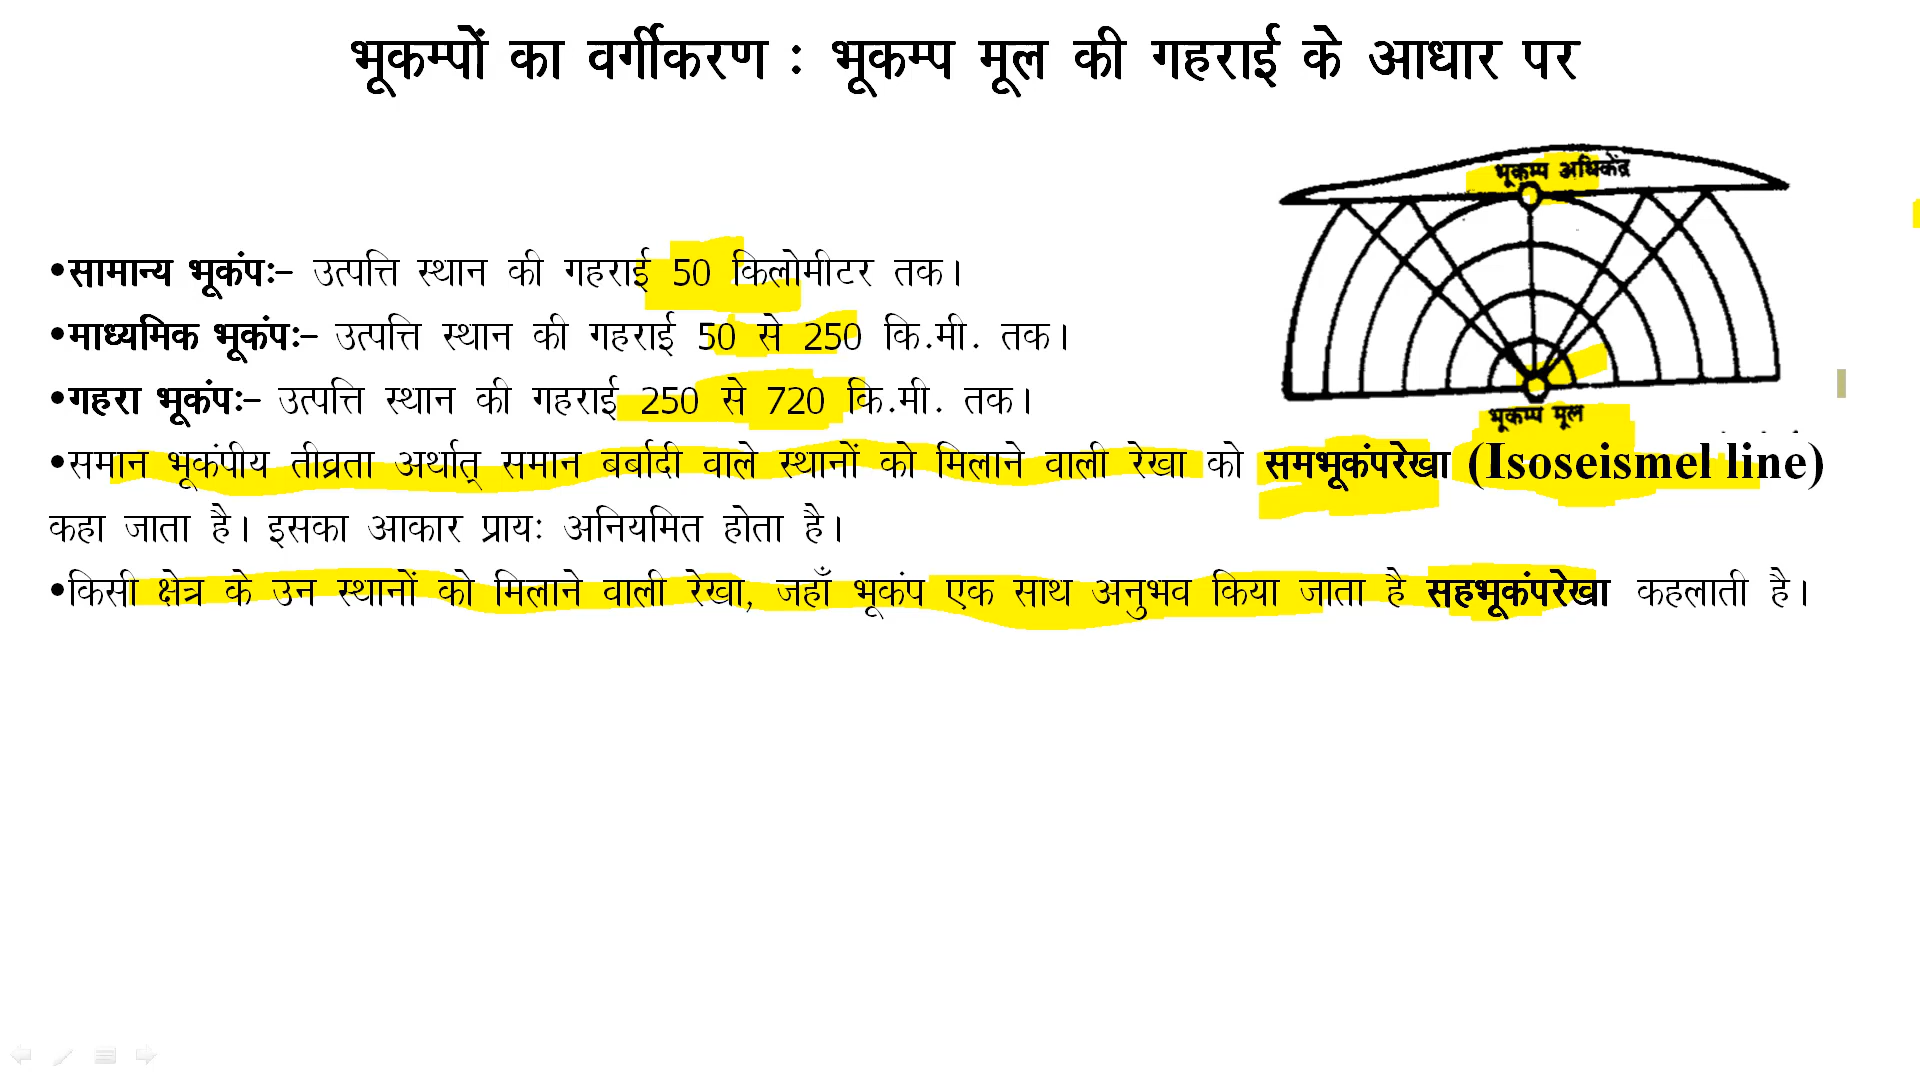 भूकम्पों का वर्गीकरण : भूकम्प मूल की गहराई के आधार पर
भूकम्प अधिकेंद्र
•सामान्य भूकंपः– उत्पत्ति स्थान की गहराई 50 किलोमीटर तक।
•माध्यमिक भूकंपः– उत्पत्ति स्थान की गहराई 50 से 250 कि.मी. तक।
•गहरा भूकंपः– उत्पत्ति स्थान की गहराई 250 से 720 कि.मी. तक।
भूकम्प मूल
•समान भूकंपीय तीव्रता अर्थात् समान बर्बादी वाले स्थानों को मिलाने वाली रेखा को समभूकंपरेखा (Isoseismel line)
कहा जाता है। इसका आकार प्रायः अनियमित होता है।
•किसी क्षेत्र के उन स्थानों को मिलाने वाली रेखा, जहाँ भूकंप एक साथ अनुभव किया जाता है सहभूकंपरेखा कहलाती है।